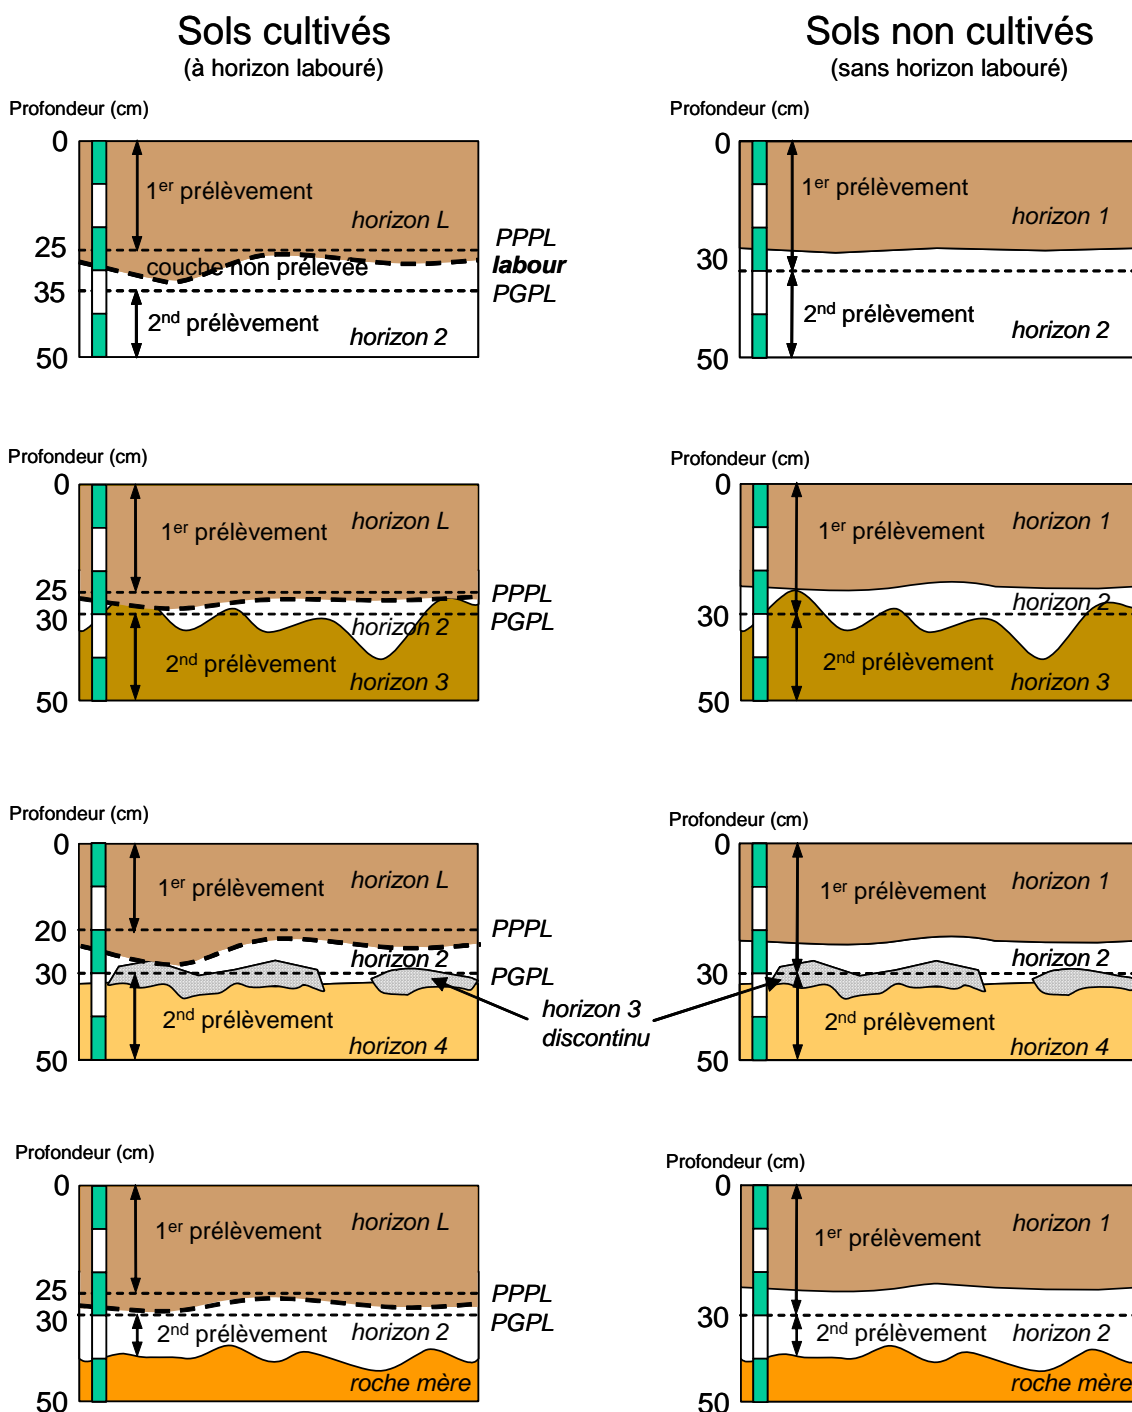 Sols cultivés
(à horizon labouré)
Profondeur (cm)
0
1er prélèvement
horizon L
25
PPPL
couche non prélevée
labour
35
PGPL
2nd prélèvement
horizon 2
50
Profondeur (cm)
0
horizon L
1er prélèvement
25
PPPL
30
horizon 2
PGPL
2nd prélèvement
horizon 3
50
Profondeur (cm)
0
1er prélèvement
horizon L
20
PPPL
horizon 2
30
PGPL
horizon 3
discontinu
2nd prélèvement
horizon 4
50
Profondeur (cm)
0
1er prélèvement
horizon L
25
PPPL
30
PGPL
2nd prélèvement
horizon 2
roche mère
50
Sols non cultivés
(sans horizon labouré)
Profondeur (cm)
0
1er prélèvement
horizon 1
30
2nd prélèvement
horizon 2
50
Profondeur (cm)
0
horizon 1
1er prélèvement
horizon 2
30
2nd prélèvement
horizon 3
50
Profondeur (cm)
0
1er prélèvement
horizon 1
horizon 2
30
2nd prélèvement
horizon 4
50
Profondeur (cm)
0
1er prélèvement
horizon 1
30
2nd prélèvement
horizon 2
roche mère
50